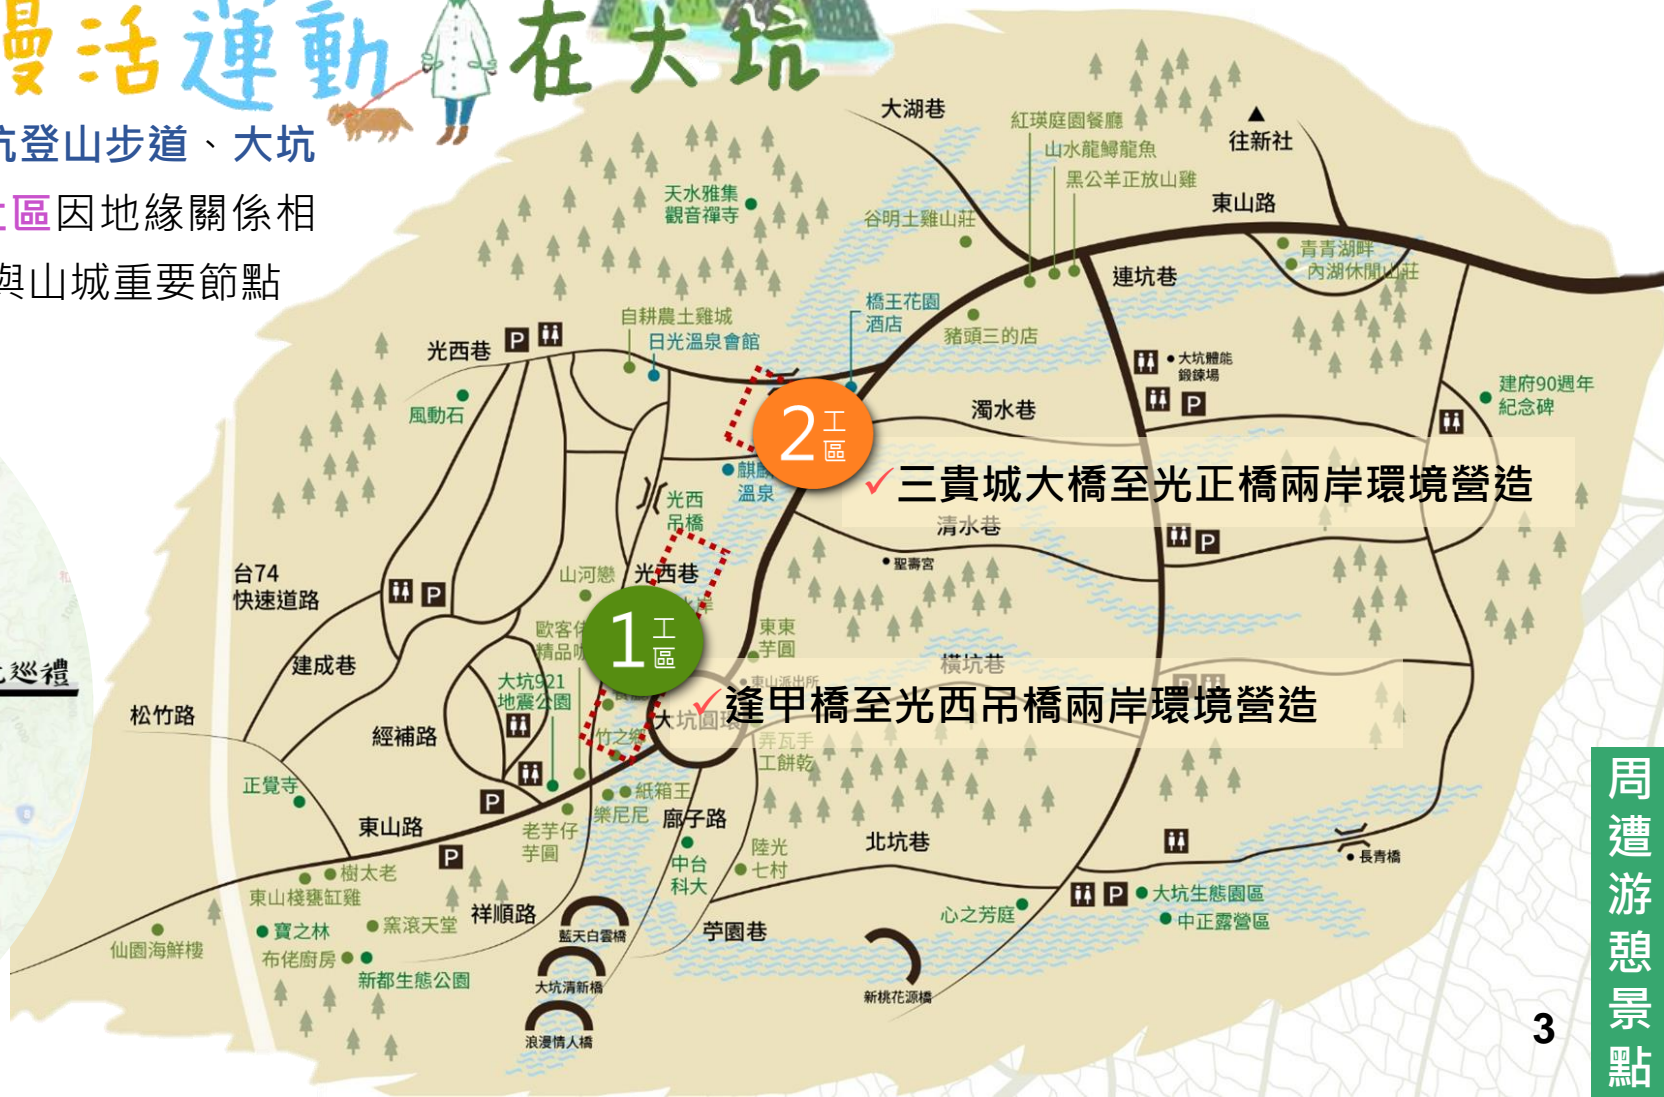 漫活運動 在大坑
坑登山步道、大坑
社區因地緣關係相
與山城重要節點
大湖巷
紅瑛庭園餐廳
山水龍鱘龍魚
黑公羊正放山雞
往新社
東山路
天水雅集
觀音禪寺
谷明土雞山莊
青青湖畔
內湖休閒山莊
連坑巷
橋王花園
酒店
自耕農土雞城
日光溫泉會館
豬頭三的店
光西巷
P
風動石
大坑體能
鍛鍊場
P
建府90週年
紀念碑
濁水巷
2工區
✓三貴城大橋至光正橋兩岸環境營造
麒麟
溫泉
光西
吊橋
清水巷
P
聖壽宮
台74
快速道路
P
山河戀
光西巷
水岸
1工區
歐客佬
精品咖
東東
芋圓
橫坑巷
建成巷
巡禮
大坑921
地震公園
東山派出所
P
✓逢甲橋至光西吊橋兩岸環境營造
大坑圓環
松竹路
經補路
竹之鄉
弄瓦手
工餅乾
正覺寺
P
紙箱王
樂尼尼
廍子路
東山路
老芋仔
芋圓
P
北坑巷
陸光
七村
中台
科大
長青橋
樹太老
東山棧甕缸雞
P
大坑生態園區
中正露營區
心之芳庭
祥順路
窯滾天堂
寶之林
藍天白雲橋
苧園巷
仙園海鮮樓
布佬廚房
新都生態公園
大坑清新橋
新桃花源橋
浪漫情人橋
3
周遭游憩景點